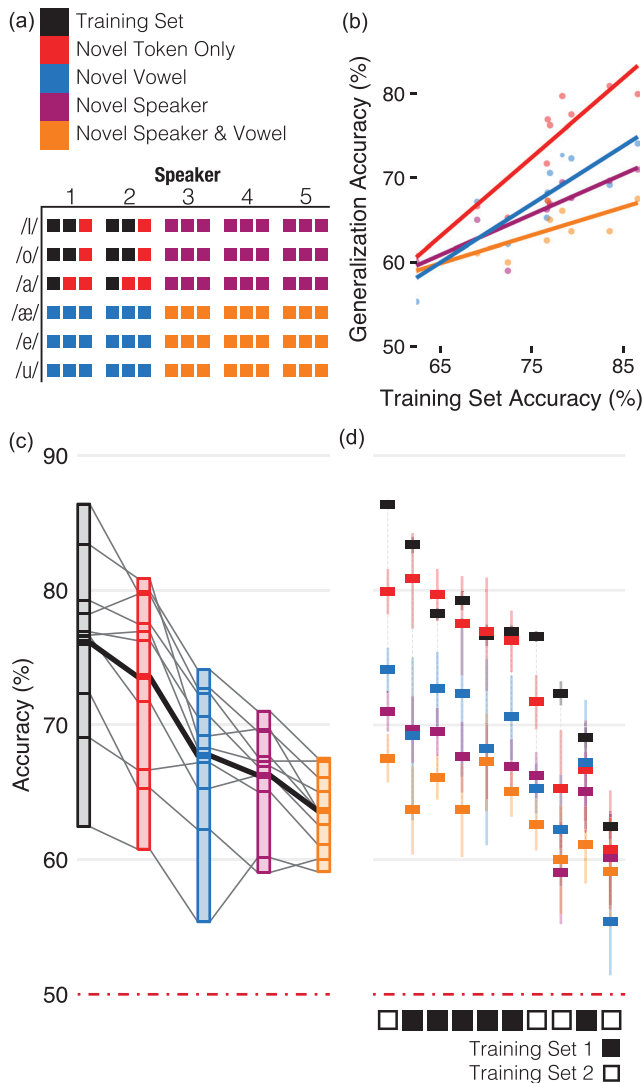 (a)
Training Set
Novel Token Only
Novel Vowel
Novel Speaker
Novel Speaker & Vowel
Speaker
1 2 3 4 5
/I/
/o/
/a/
/æ/
/e/
/u/
(b)
Generalization Accuracy (%)
80
70
60
50
65 75 85
Training Set Accuracy (%)
(c)
Accuracy (%)
90
80
70
60
50
(d)
Training Set 1
Training Set 2